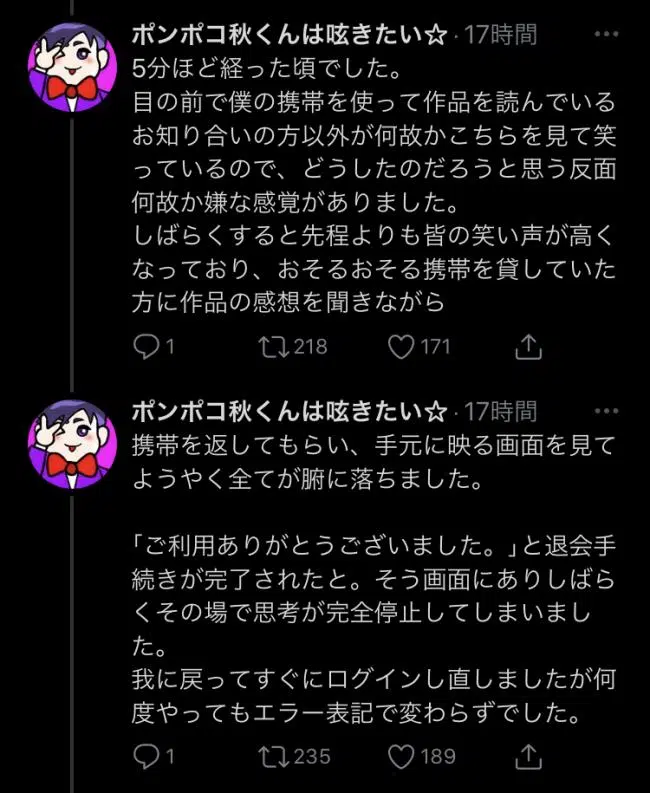 ポンポコ秋くんは呟きたい☆ · 17時間 •••
5分ほど経った頃でした。
目の前で僕の携帯を使って作品を読んでいる
お知り合いの方以外が何故かこちらを見て笑
っているので、どうしたのだろうと思う反面
何故か嫌な感覚がありました。
しばらくすると先程よりも皆の笑い声が高く
なっており、おそるおそる携帯を貸していた
方に作品の感想を聞きながら
1 218 171
ポンポコ秋くんは呟きたい☆ · 17時間 •••
携帯を返してもらい、手元に映る画面を見て
ようやく全てが腑に落ちました。
「ご利用ありがとうございました。」と退会手
続きが完了されたと。そう画面にありしばら
くその場で思考が完全停止してしまいまし
た。
我に戻ってすぐにログインし直しましたが何
度やってもエラー表記で変わらずでした。
1 235 189